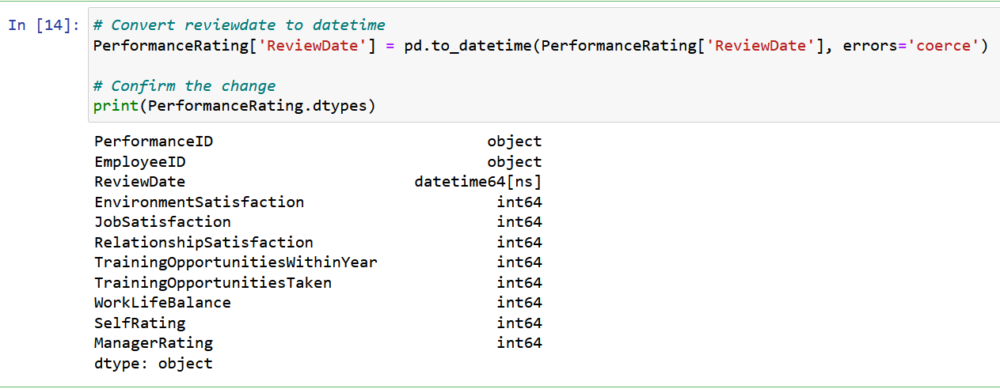 In [14]: # Convert reviewdate to datetime
PerformanceRating['ReviewDate'] = pd.to_datetime(PerformanceRating['ReviewDate'], errors='coerce')
# Confirm the change
print(PerformanceRating.dtypes)
PerformanceID object
EmployeeID object
ReviewDate datetime64[ns]
EnvironmentSatisfaction int64
JobSatisfaction int64
RelationshipSatisfaction int64
TrainingOpportunitiesWithinYear int64
TrainingOpportunitiesTaken int64
WorkLifeBalance int64
SelfRating int64
ManagerRating int64
dtype: object